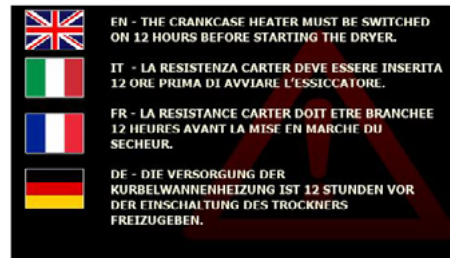 EN - THE CRANKCASE HEATER MUST BE SWITCHED
ON 12 HOURS BEFORE STARTING THE DRYER.
IT - LA RESISTENZA CARTER DEVE ESSERE INSERITA
12 ORE PRIMA DI AVVIARE L'ESSICCATORE.
FR - LA RESISTANCE CARTER DOIT ETRE BRANCHEE
12 HEURES AVANT LA MISE EN MARCHE DU
SECHEUR.
DE - DIE VERSORGUNG DER
KURBELWANNENHEIZUNG IST 12 STUNDEN VOR
DER EINSCHALTUNG DES TROCKNERS
FREIZUGEBEN.